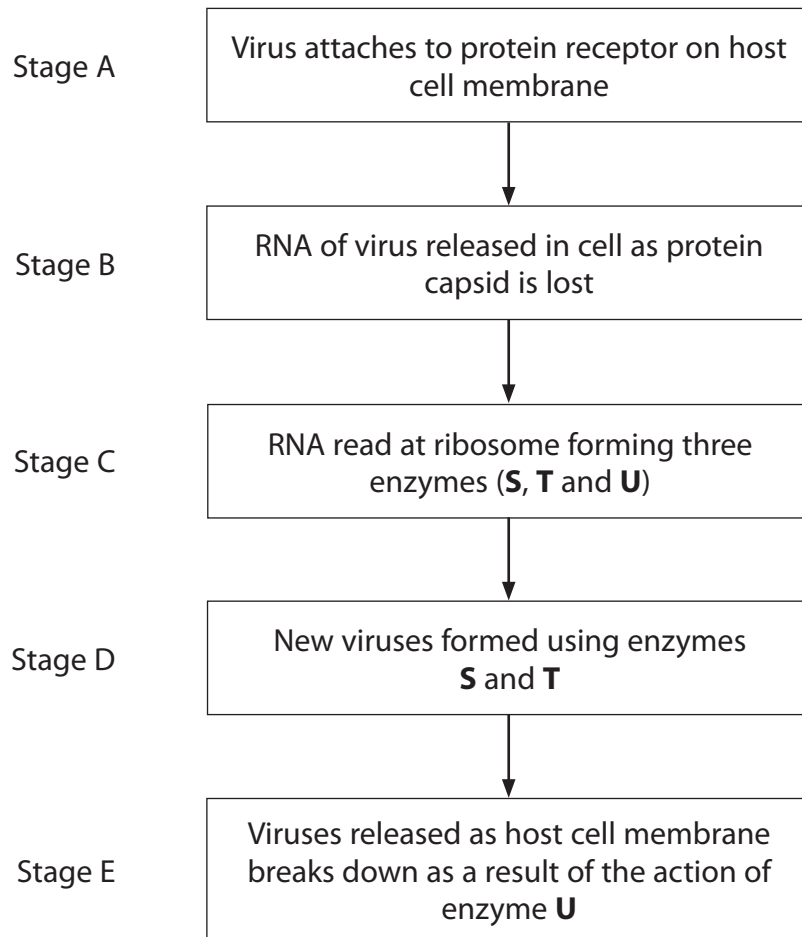 Stage A
Virus attaches to protein receptor on host
cell membrane
Stage B
RNA of virus released in cell as protein
capsid is lost
Stage C
RNA read at ribosome forming three
enzymes (S, T and U)
Stage D
New viruses formed using enzymes
S and T
Stage E
Viruses released as host cell membrane
breaks down as a result of the action of
enzyme U